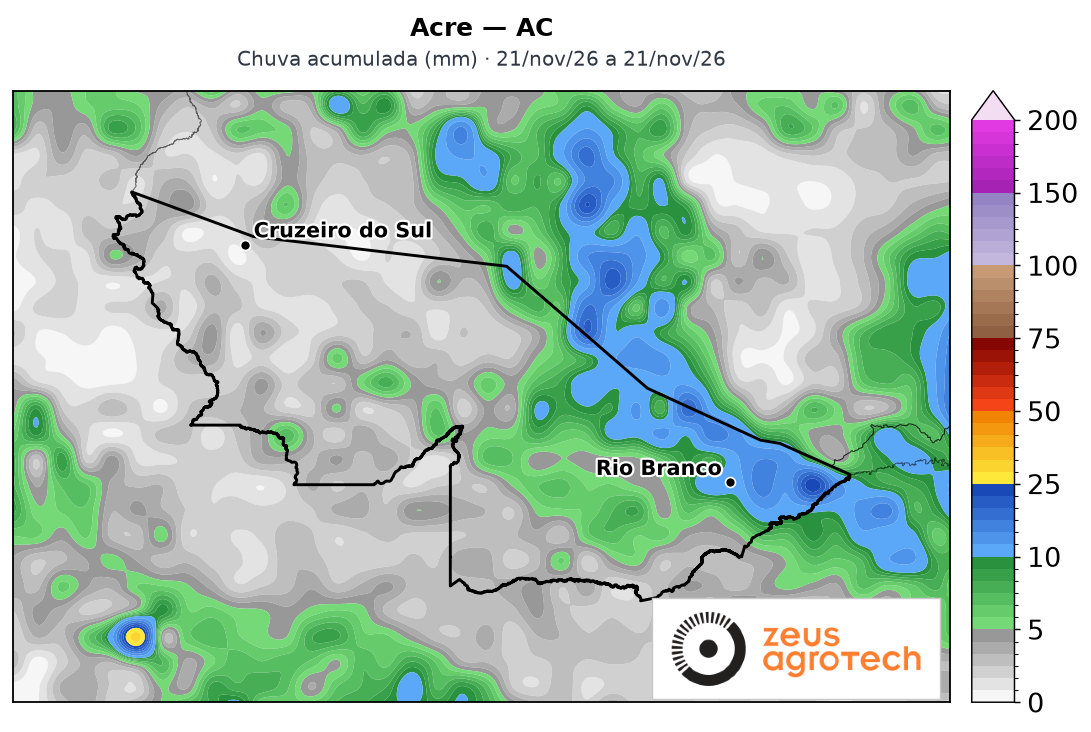 Acre — AC
Chuva acumulada (mm) · 21/nov/26 a 21/nov/26
Cruzeiro do Sul
Rio Branco
200
150
100
75
50
25
10
5
0
zeus
agrotech